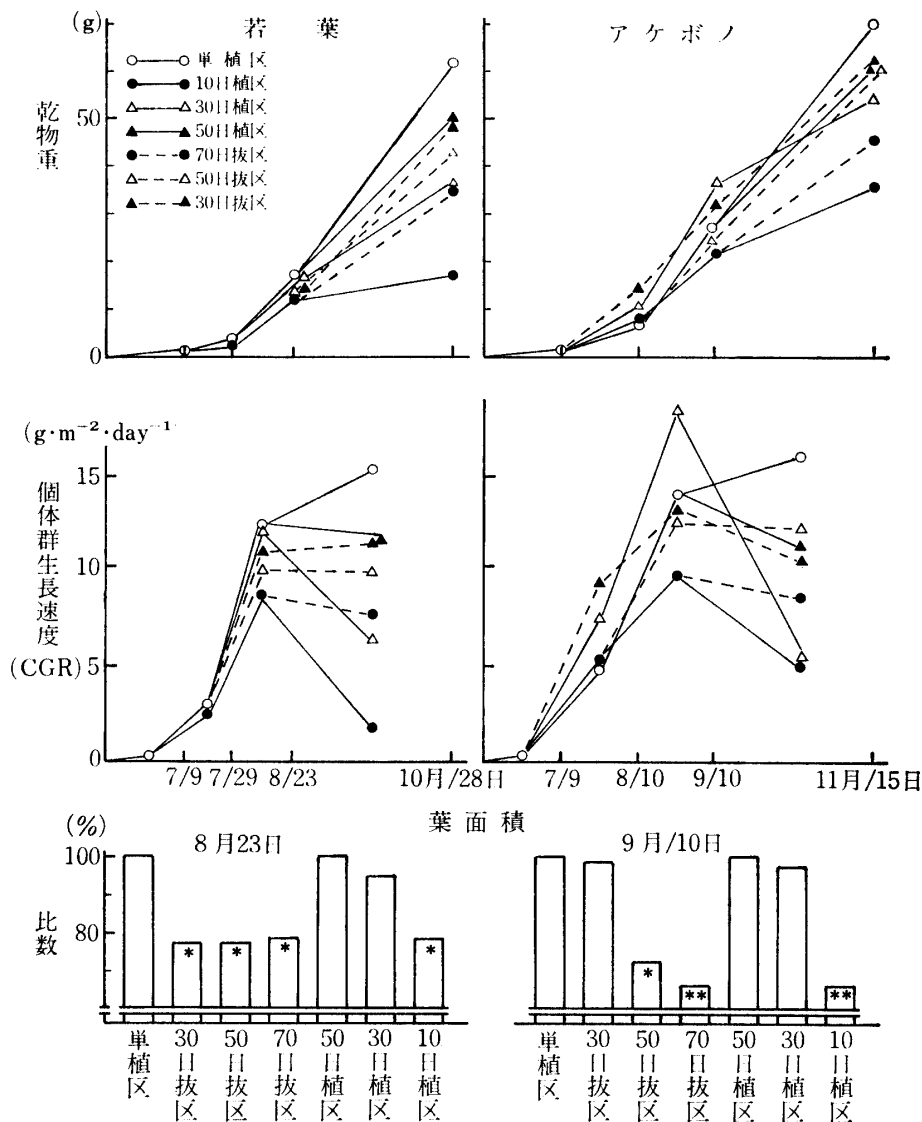 (g)
若葉
アケボノ
単植区
10日植区
30日植区
50日植区
70日抜区
50日抜区
30日抜区
乾物重
50
0
(g·m⁻²·day⁻¹
15
10
(CGR) 5
0
個体群生長速度
7/9 7/29 8/23 10月/28日
7/9 8/10 9/10 11月/15日
葉面積
(%)
8月23日
9月/10日
100
80
比数
* * * *
* ** **
単植区 30日抜区 50日抜区 70日抜区 50日植区 30日植区 10日植区
単植区 30日抜区 50日抜区 70日抜区 50日植区 30日植区 10日植区